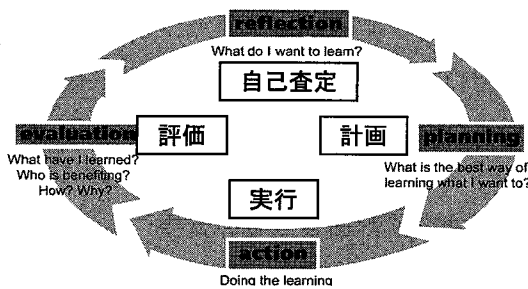 reflection
What do I want to learn?
自己査定
evaluation
評価
計画
planning
What have I learned?
Who is benefiting?
How? Why?
What is the best way of
learning what I want to?
実行
action
Doing the learning